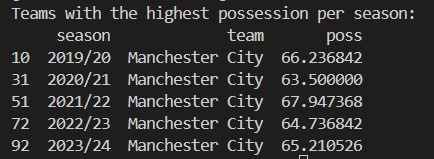 Teams with the highest possession per season:
season team poss
10 2019/20 Manchester City 66.236842
31 2020/21 Manchester City 63.500000
51 2021/22 Manchester City 67.947368
72 2022/23 Manchester City 64.736842
92 2023/24 Manchester City 65.210526